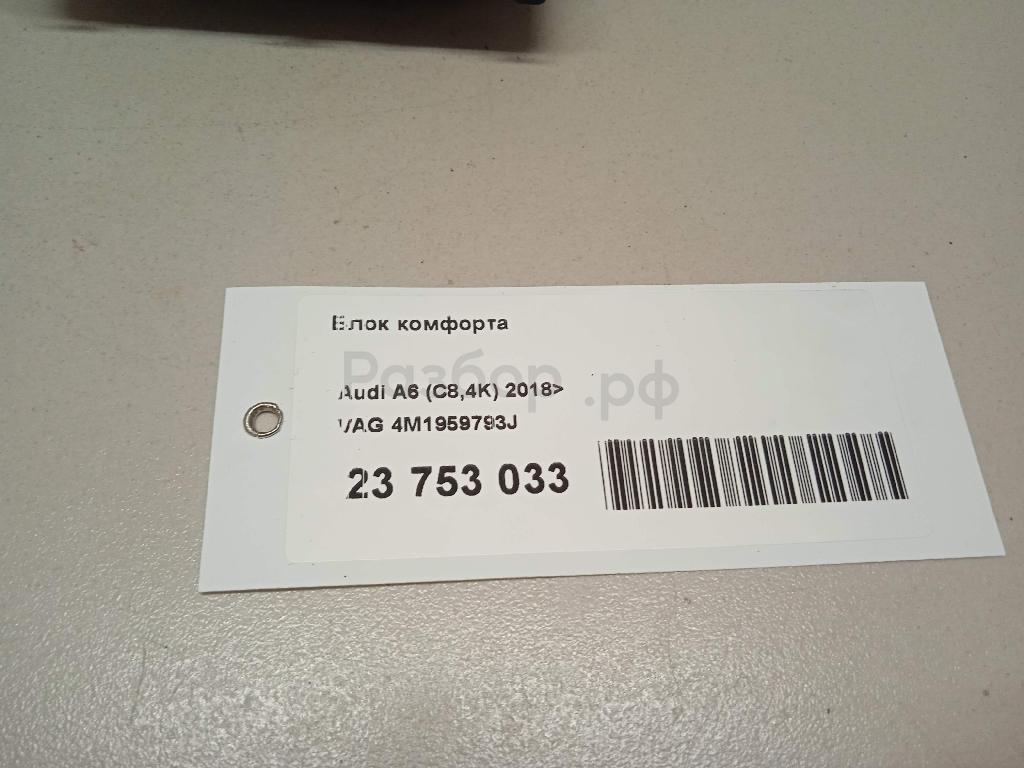 Блок комфорта
Разбор.рф
Audi A6 (C8,4K) 2018>
VAG 4M1959793J
23 753 033